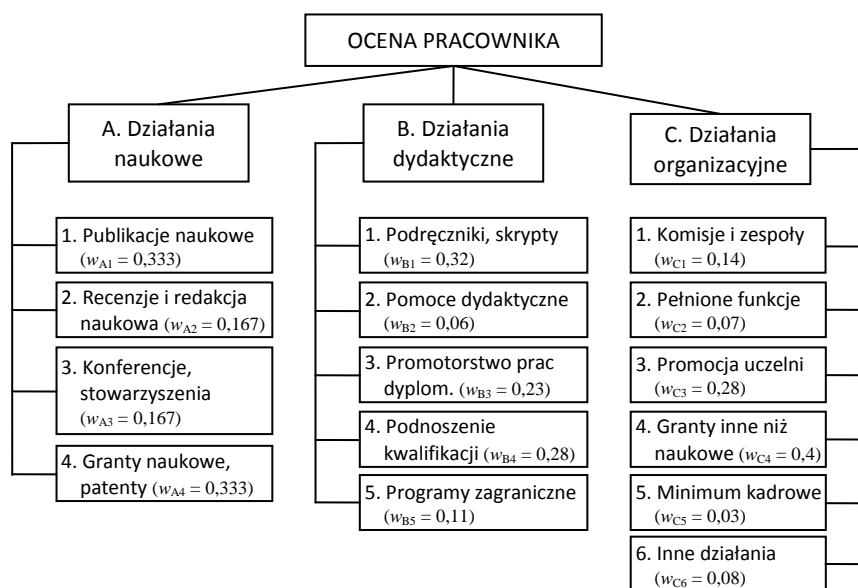 OCENA PRACOWNIKA
A. Działania
naukowe
1. Publikacje naukowe
(wA1 = 0,333)
2. Recenzje i redakcja
naukowa (wA2 = 0,167)
3. Konferencje,
stowarzyszenia
(wA3 = 0,167)
4. Granty naukowe,
patenty (wA4 = 0,333)
B. Działania
dydaktyczne
1. Podręczniki, skrypty
(wB1 = 0,32)
2. Pomoce dydaktyczne
(wB2 = 0,06)
3. Promotorstwo prac
dyplom. (wB3 = 0,23)
4. Podnoszenie
kwalifikacji (wB4 = 0,28)
5. Programy zagraniczne
(wB5 = 0,11)
C. Działania
organizacyjne
1. Komisje i zespoły
(wC1 = 0,14)
2. Pełnione funkcje
(wC2 = 0,07)
3. Promocja uczelni
(wC3 = 0,28)
4. Granty inne niż
naukowe (wC4 = 0,4)
5. Minimum kadrowe
(wC5 = 0,03)
6. Inne działania
(wC6 = 0,08)